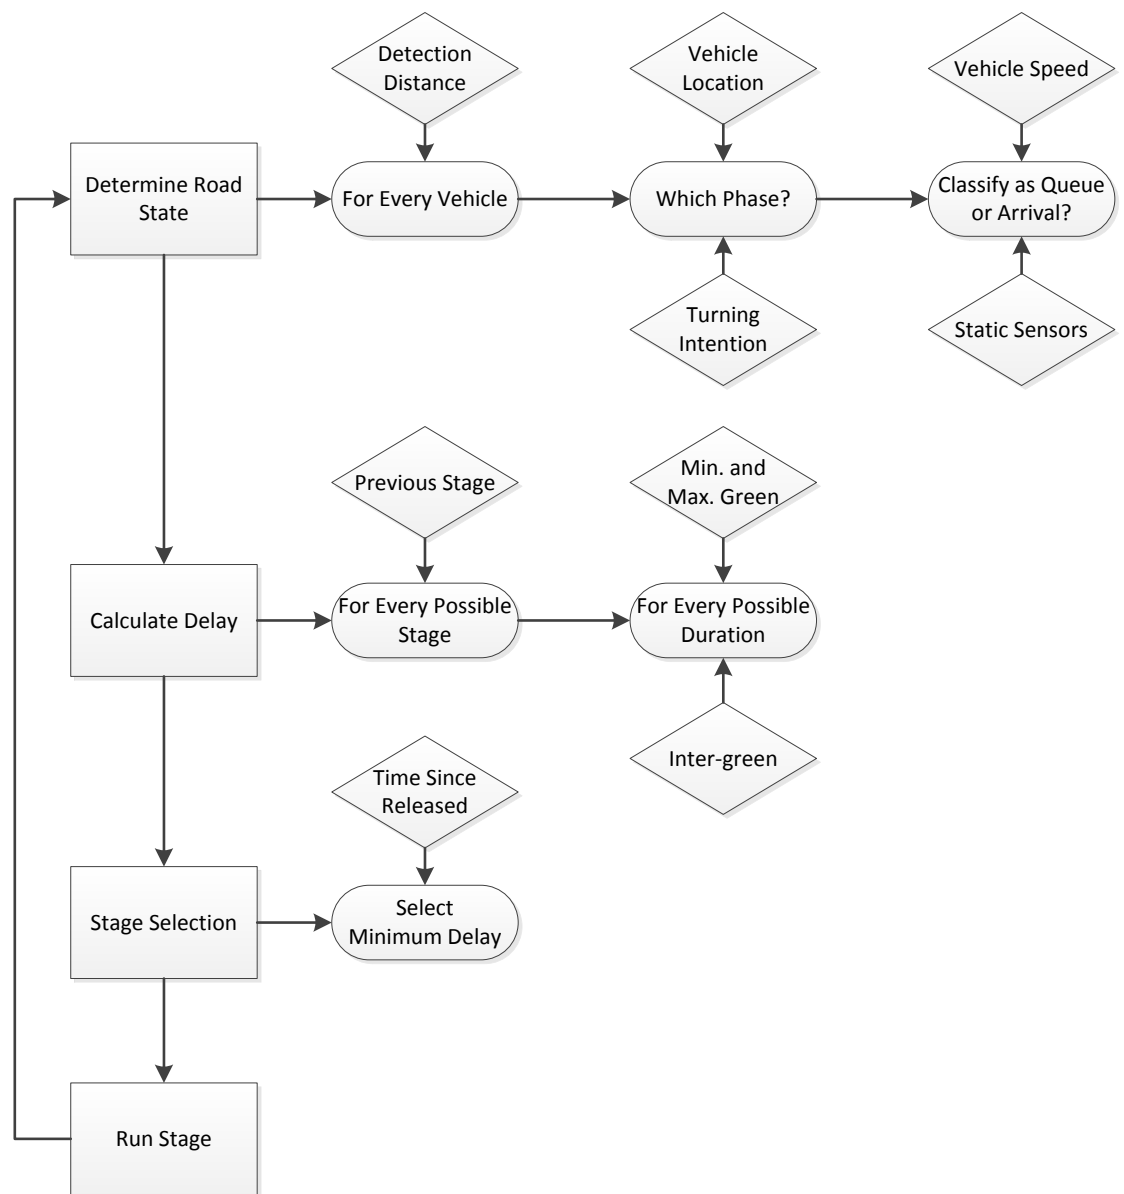 Detection
Distance
Vehicle
Location
Vehicle Speed
Determine Road
State
For Every Vehicle
Which Phase?
Classify as Queue
or Arrival?
Turning
Intention
Static Sensors
Previous Stage
Min. and
Max. Green
Calculate Delay
For Every Possible
Stage
For Every Possible
Duration
Inter-green
Time Since
Released
Stage Selection
Select
Minimum Delay
Run Stage